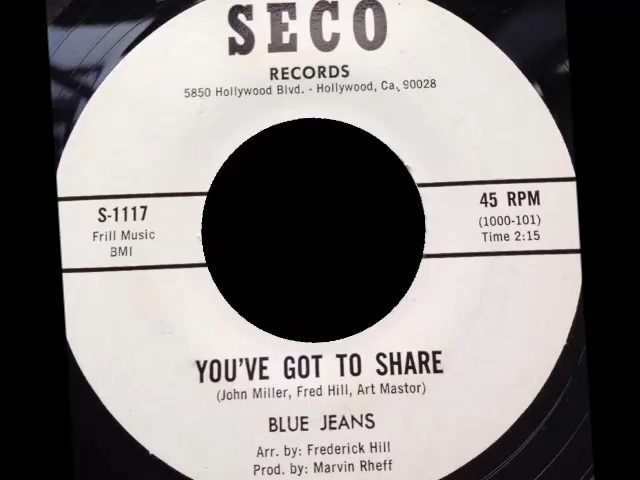 SECO
RECORDS
5850 Hollywood Blvd. - Hollywood, Ca. 90028
S-1117
Frill Music
BMI
45 RPM
(1000-101)
Time 2:15
YOU'VE GOT TO SHARE
(John Miller, Fred Hill, Art Mastor)
BLUE JEANS
Arr. by: Frederick Hill
Prod. by: Marvin Rheff